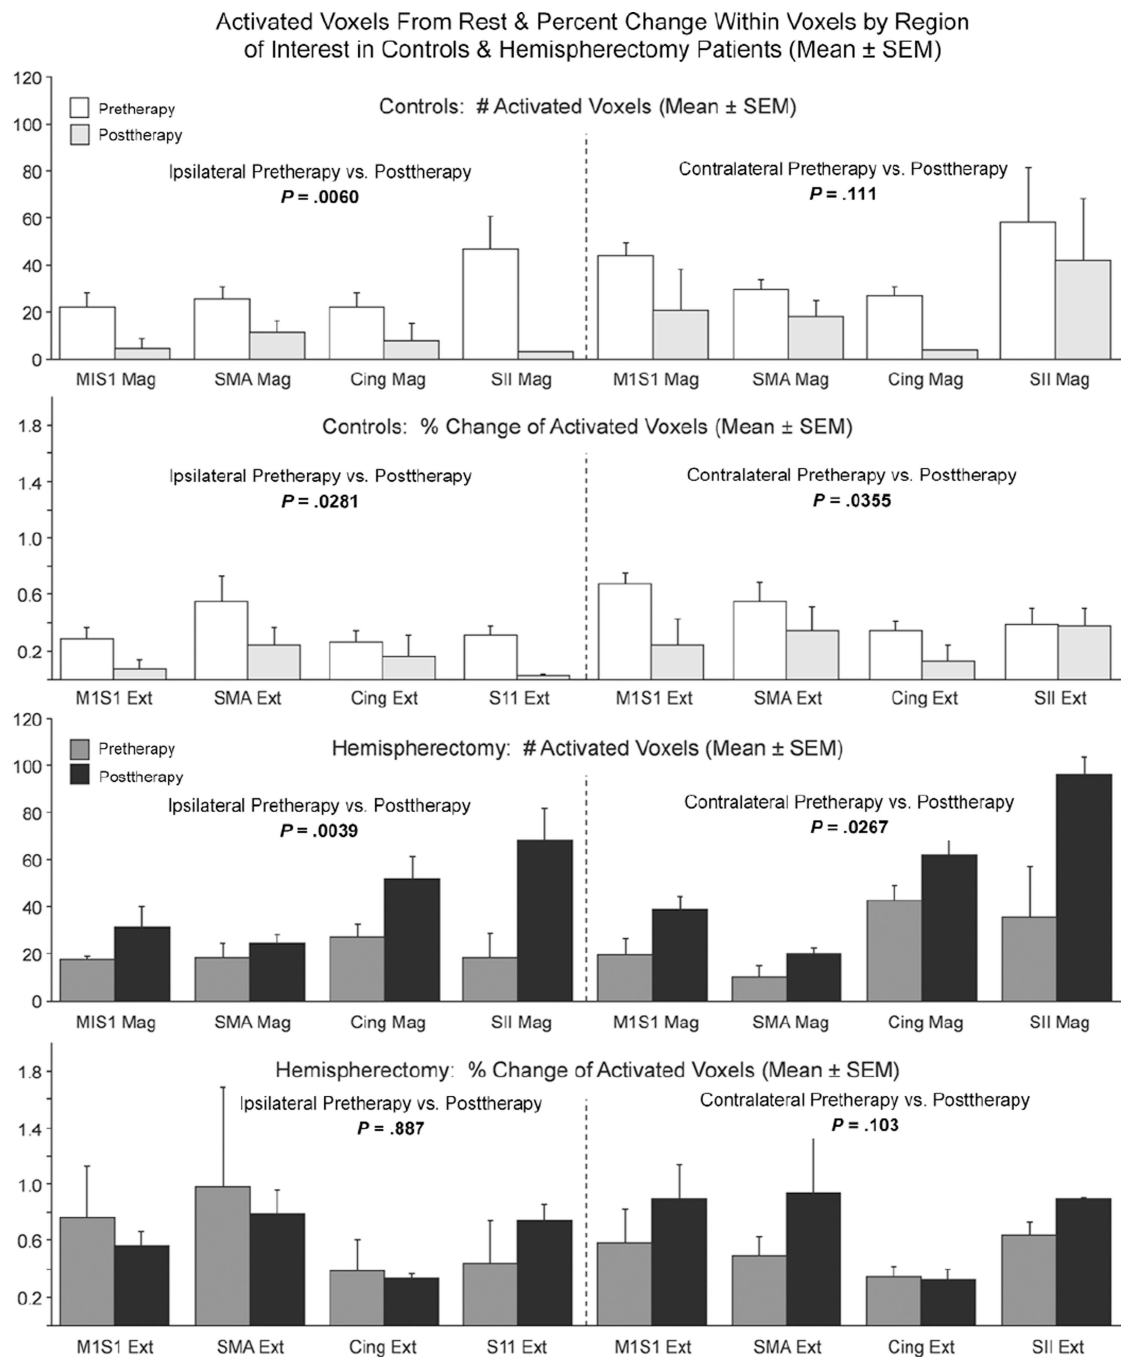 Activated Voxels From Rest & Percent Change Within Voxels by Region
of Interest in Controls & Hemispherectomy Patients (Mean ± SEM)
120
100
80
60
40
20
0
Pretherapy
Posttherapy
Controls: # Activated Voxels (Mean ± SEM)
Ipsilateral Pretherapy vs. Posttherapy
P = .0060
Contralateral Pretherapy vs. Posttherapy
P = .111
MIS1 Mag SMA Mag Cing Mag SII Mag M1S1 Mag SMA Mag Cing Mag SII Mag
1.8
1.4
1.0
0.6
0.2
Controls: % Change of Activated Voxels (Mean ± SEM)
Ipsilateral Pretherapy vs. Posttherapy
P = .0281
Contralateral Pretherapy vs. Posttherapy
P = .0355
M1S1 Ext SMA Ext Cing Ext S11 Ext M1S1 Ext SMA Ext Cing Ext SII Ext
120
100
80
60
40
20
0
Pretherapy
Posttherapy
Hemispherectomy: # Activated Voxels (Mean ± SEM)
Ipsilateral Pretherapy vs. Posttherapy
P = .0039
Contralateral Pretherapy vs. Posttherapy
P = .0267
MIS1 Mag SMA Mag Cing Mag SII Mag M1S1 Mag SMA Mag Cing Mag SII Mag
1.8
1.4
1.0
0.6
0.2
Hemispherectomy: % Change of Activated Voxels (Mean ± SEM)
Ipsilateral Pretherapy vs. Posttherapy
P = .887
Contralateral Pretherapy vs. Posttherapy
P = .103
M1S1 Ext SMA Ext Cing Ext S11 Ext M1S1 Ext SMA Ext Cing Ext SII Ext